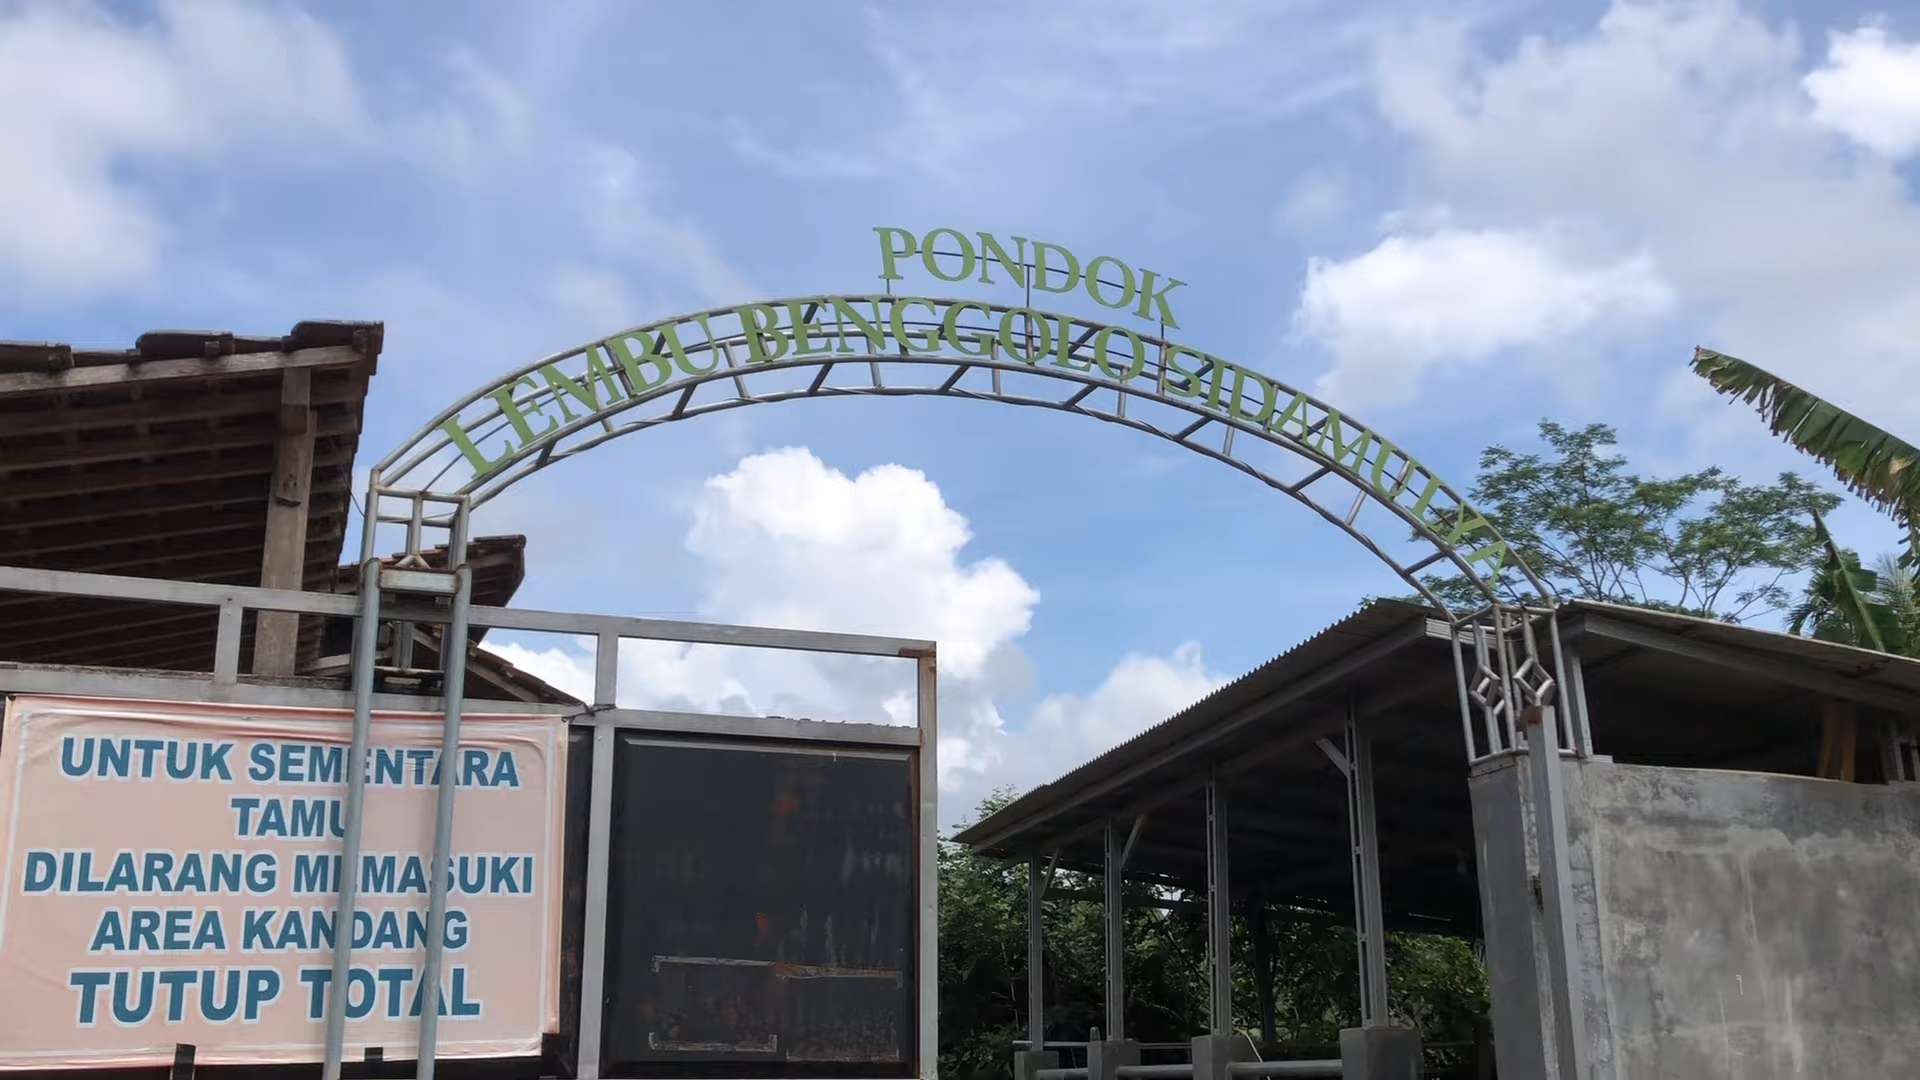 PONDOK
LEMBU BENGGOLO SIDAMULYA
UNTUK SEMENTARA
TAMU
DILARANG MEMASUKI
AREA KANDANG
TUTUP TOTAL